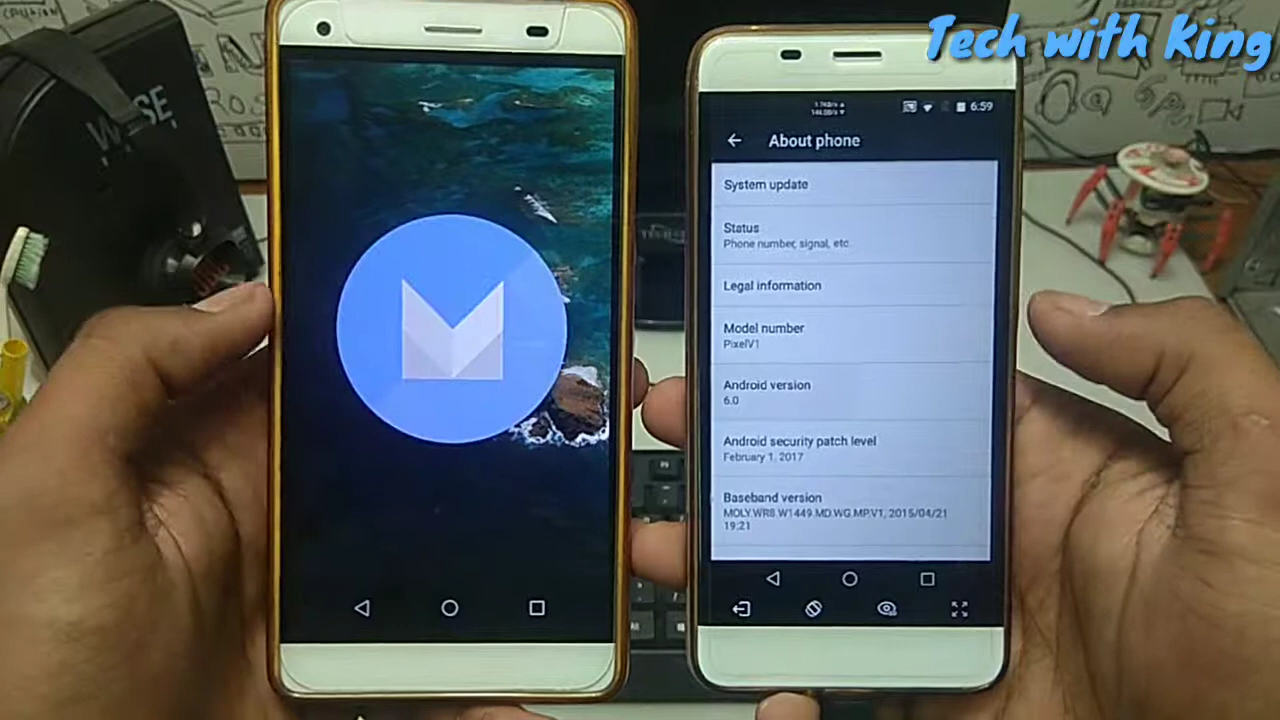 Tech with King
6:59
About phone
System update
Status
Phone number, signal, etc.
Legal information
Model number
PixelV1
Android version
6.0
Android security patch level
February 1, 2017
Baseband version
MOLY.WR8.W1449.MD.WG.MP.V1, 2015/04/21
19:21